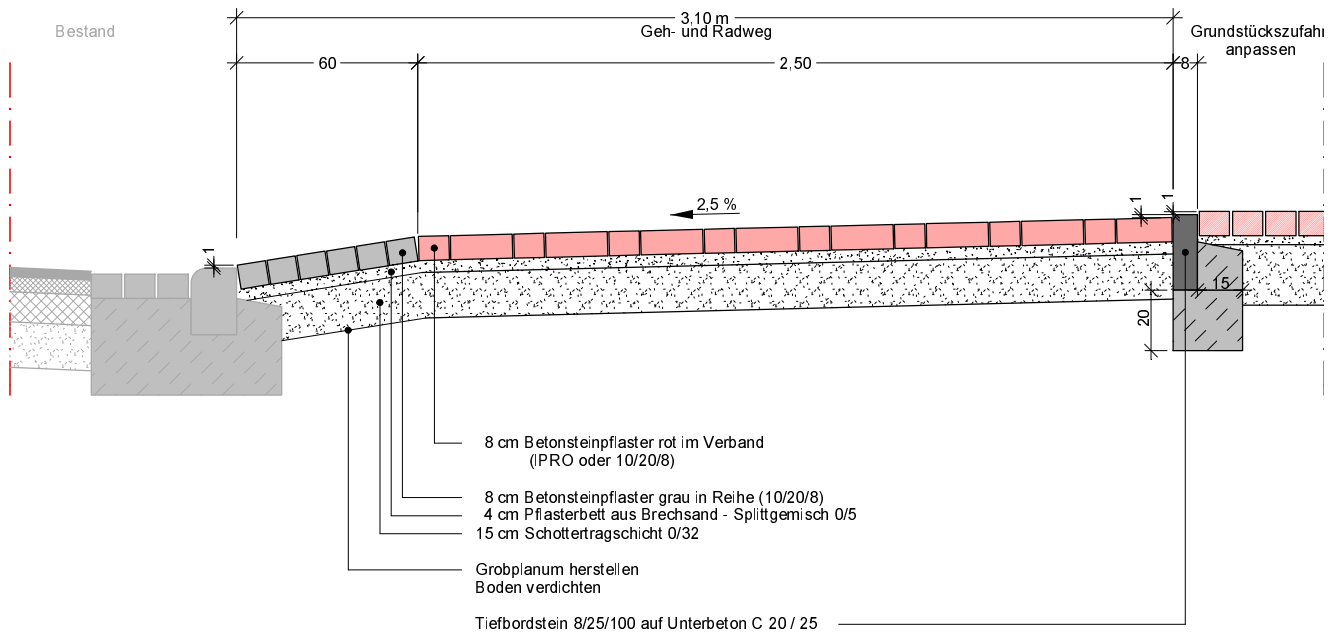 3,10 m
Bestand
Geh- und Radweg
Grundstückszufahr
anpassen
60
2,50
8
2,5 %
1
1
1
15
20
8 cm Betonsteinpflaster rot im Verband
(IPRO oder 10/20/8)
8 cm Betonsteinpflaster grau in Reihe (10/20/8)
4 cm Pflasterbett aus Brechsand - Splittgemisch 0/5
15 cm Schottertragschicht 0/32
Grobplanum herstellen
Boden verdichten
Tiefbordstein 8/25/100 auf Unterbeton C 20 / 25